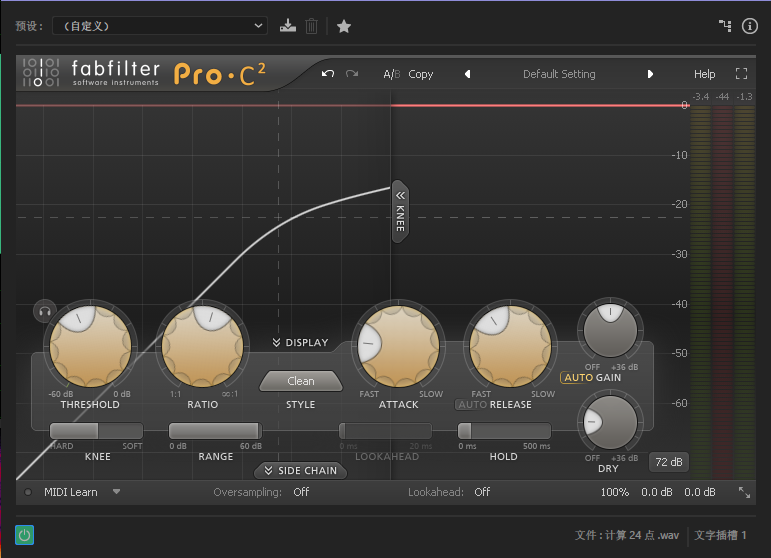 预设： （自定义）
fabfilter
software instruments
Pro·C²
A/B Copy Default Setting Help
-3.4 -44 -1.3
0
-10
-20
-30
-40
-50
-60
KNEE
DISPLAY
-60 dB 0 dB
THRESHOLD
1:1 ∞:1
RATIO
Clean
STYLE
FAST SLOW
ATTACK
FAST SLOW
AUTO RELEASE
OFF +36 dB
AUTO GAIN
HARD SOFT
KNEE
0 dB 60 dB
RANGE
0 ms 20 ms
LOOKAHEAD
0 ms 500 ms
HOLD
OFF +36 dB
DRY
72 dB
SIDE CHAIN
MIDI Learn Oversampling: Off Lookahead: Off 100% 0.0 dB 0.0 dB
文件 : 计算 24 点 .wav 文字插槽 1